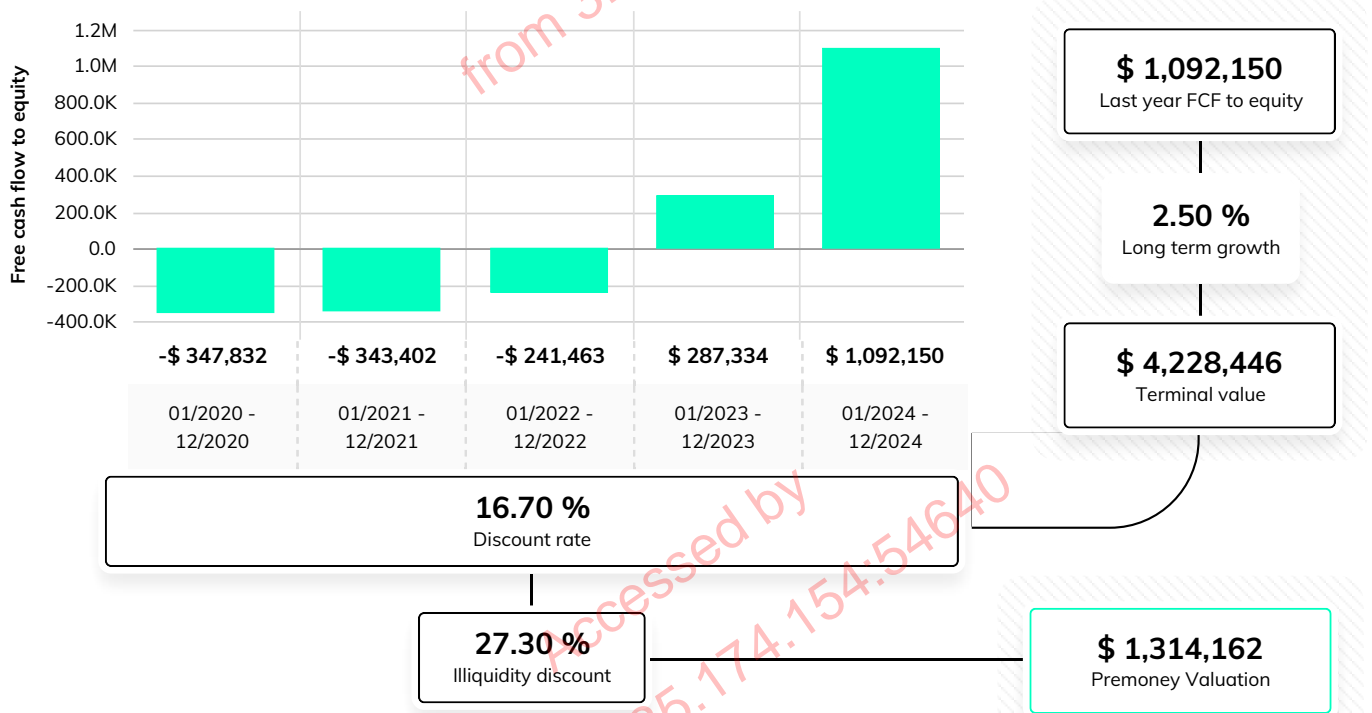 Free cash flow to equity
1.2M
1.0M
800.0K
600.0K
400.0K
200.0K
0.0
-200.0K
-400.0K
-$ 347,832
-$ 343,402
-$ 241,463
$ 287,334
$ 1,092,150
01/2020 -
12/2020
01/2021 -
12/2021
01/2022 -
12/2022
01/2023 -
12/2023
01/2024 -
12/2024
16.70 %
Discount rate
27.30 %
Illiquidity discount
$ 1,092,150
Last year FCF to equity
2.50 %
Long term growth
$ 4,228,446
Terminal value
$ 1,314,162
Premoney Valuation
from
Accessed by
5.174.154:54640